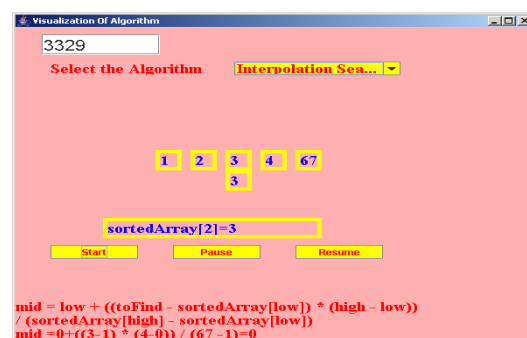 Visualization Of Algorithm
3329
Select the Algorithm Interpolation Sea...
1 2 3 4 67
3
sortedArray[2]=3
Start Pause Resume
mid = low + ((toFind - sortedArray[low]) * (high - low))
/ (sortedArray[high] - sortedArray[low])
mid =0+((3-1) * (4-0)) / (67 -1)=0